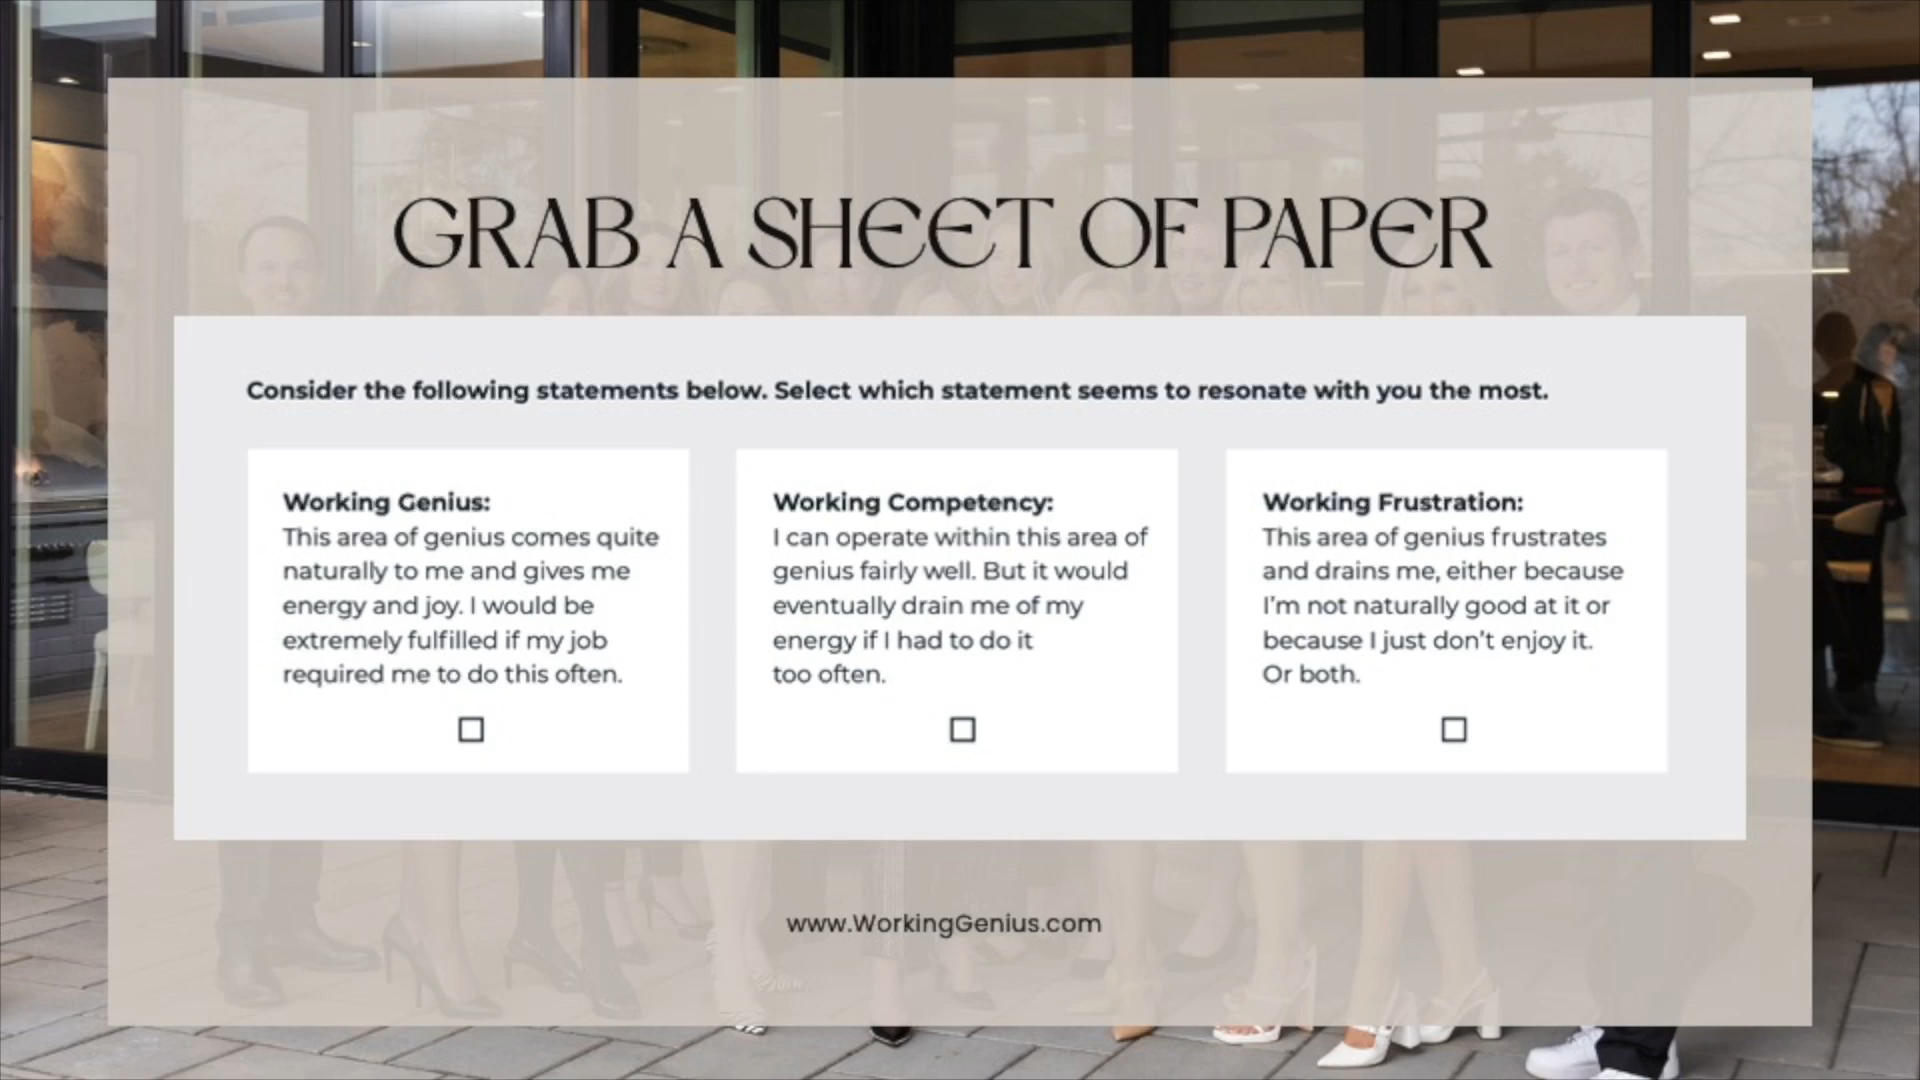 GRAB A SHEET OF PAPER
Consider the following statements below. Select which statement seems to resonate with you the most.
Working Genius:
This area of genius comes quite
naturally to me and gives me
energy and joy. I would be
extremely fulfilled if my job
required me to do this often.
Working Competency:
I can operate within this area of
genius fairly well. But it would
eventually drain me of my
energy if I had to do it
too often.
Working Frustration:
This area of genius frustrates
and drains me, either because
I'm not naturally good at it or
because I just don't enjoy it.
Or both.
www.WorkingGenius.com